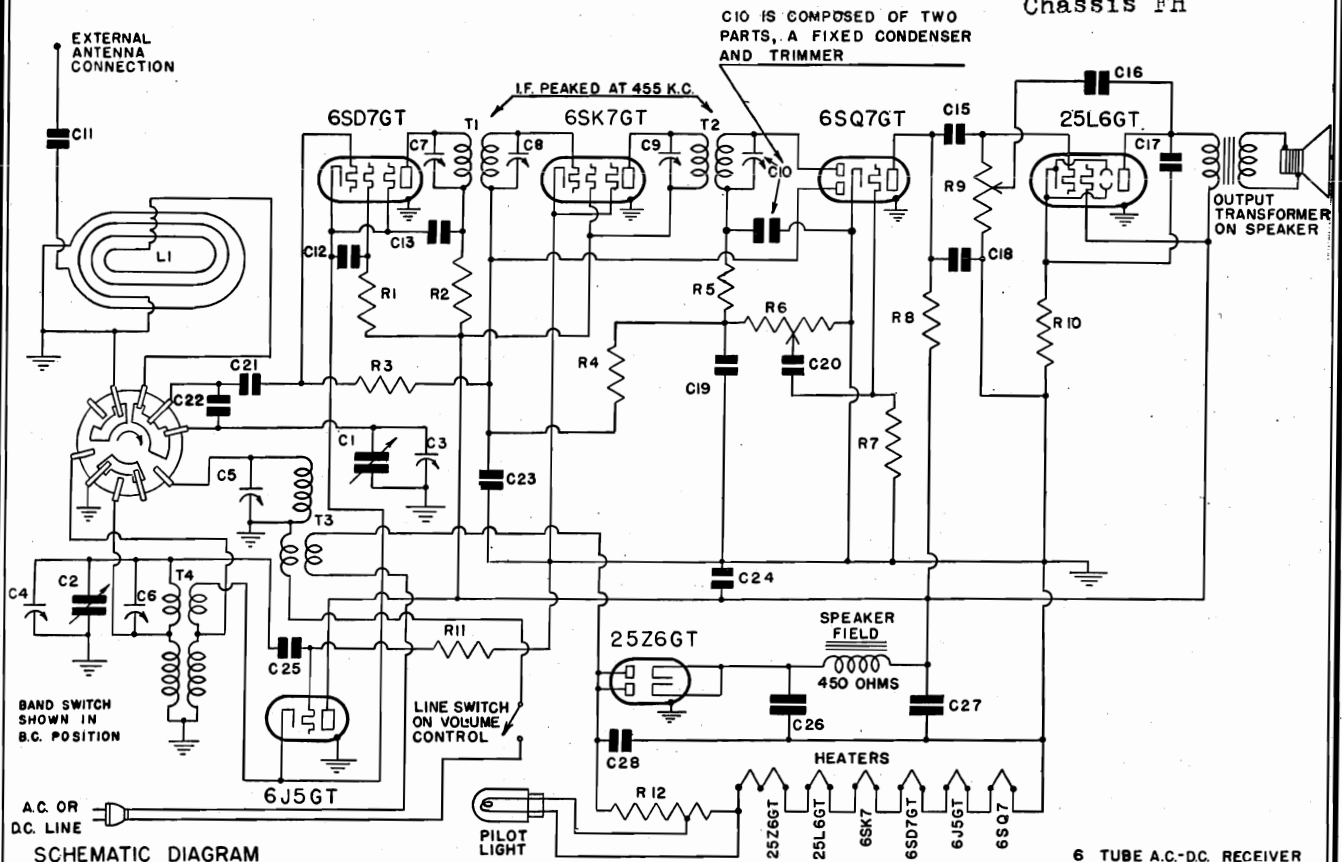 Chassis FH
C10 IS COMPOSED OF TWO
PARTS, A FIXED CONDENSER
AND TRIMMER
EXTERNAL
ANTENNA
CONNECTION
I.F. PEAKED AT 455 K.C.
C11
6SD7GT
T1
6SK7GT
T2
6SQ7GT
C15
C16
25L6GT
C17
C7
C8
C9
C10
R9
OUTPUT
TRANSFORMER
ON SPEAKER
L1
C12
C13
C18
R1
R2
R5
R6
R8
R10
R3
R4
C19
C20
C21
C22
C1
C3
R7
C5
C23
T3
C4
C2
C6
T4
C24
R11
SPEAKER
FIELD
450 OHMS
25Z6GT
C25
C26
C27
BAND SWITCH
SHOWN IN
B.C. POSITION
LINE SWITCH
ON VOLUME
CONTROL
C28
HEATERS
6J5GT
R12
A.C. OR
D.C. LINE
PILOT
LIGHT
25Z6GT
25L6GT
6SK7
6SD7GT
6J5GT
6SQ7
SCHEMATIC DIAGRAM
6 TUBE A.C.-D.C. RECEIVER